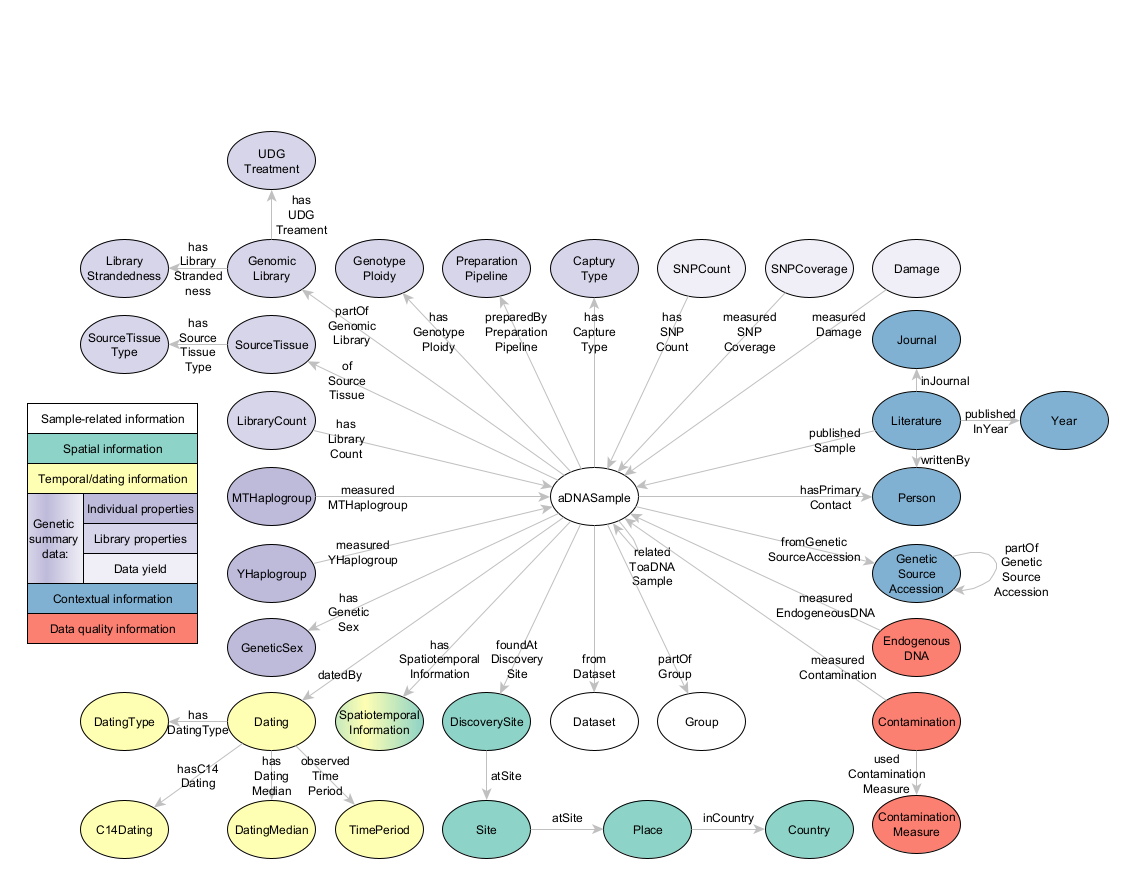 UDG
Treatment
has
UDG
Treament
Library
Strandedness
has
Library
Stranded
ness
Genomic
Library
Genotype
Ploidy
Preparation
Pipeline
Captury
Type
SNPCount
SNPCoverage
Damage
partOf
Genomic
Library
has
Genotype
Ploidy
preparedBy
Preparation
Pipeline
has
Capture
Type
has
SNP
Count
measured
SNP
Coverage
measured
Damage
SourceTissue
Type
has
Source
Tissue
Type
SourceTissue
Journal
of
Source
Tissue
inJournal
LibraryCount
has
Library
Count
published
Sample
Literature
published
InYear
Year
writtenBy
Sample-related information
Spatial information
Temporal/dating information
Genetic
summary
data:
Individual properties
Library properties
Data yield
Contextual information
Data quality information
MTHaplogroup
measured
MTHaplogroup
aDNASample
hasPrimary
Contact
Person
YHaplogroup
measured
YHaplogroup
related
ToaDNA
Sample
fromGenetic
SourceAccession
Genetic
Source
Accession
partOf
Genetic
Source
Accession
has
Genetic
Sex
measured
EndogeneousDNA
GeneticSex
Endogenous
DNA
datedBy
has
Spatiotemporal
Information
foundAt
Discovery
Site
from
Dataset
partOf
Group
measured
Contamination
DatingType
has
DatingType
Dating
Spatiotemporal
Information
DiscoverySite
Dataset
Group
Contamination
hasC14
Dating
has
Dating
Median
observed
Time
Period
atSite
used
Contamination
Measure
C14Dating
DatingMedian
TimePeriod
Site
atSite
Place
inCountry
Country
Contamination
Measure